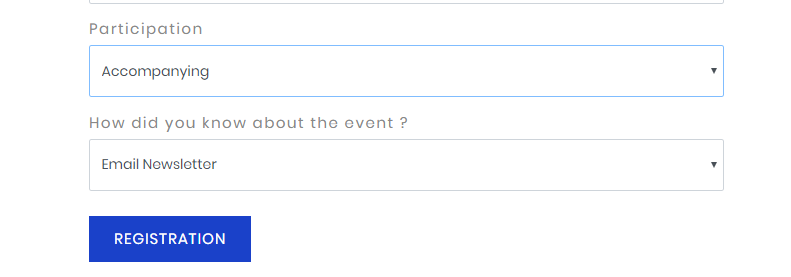 Participation
Accompanying
How did you know about the event ?
Email Newsletter
REGISTRATION